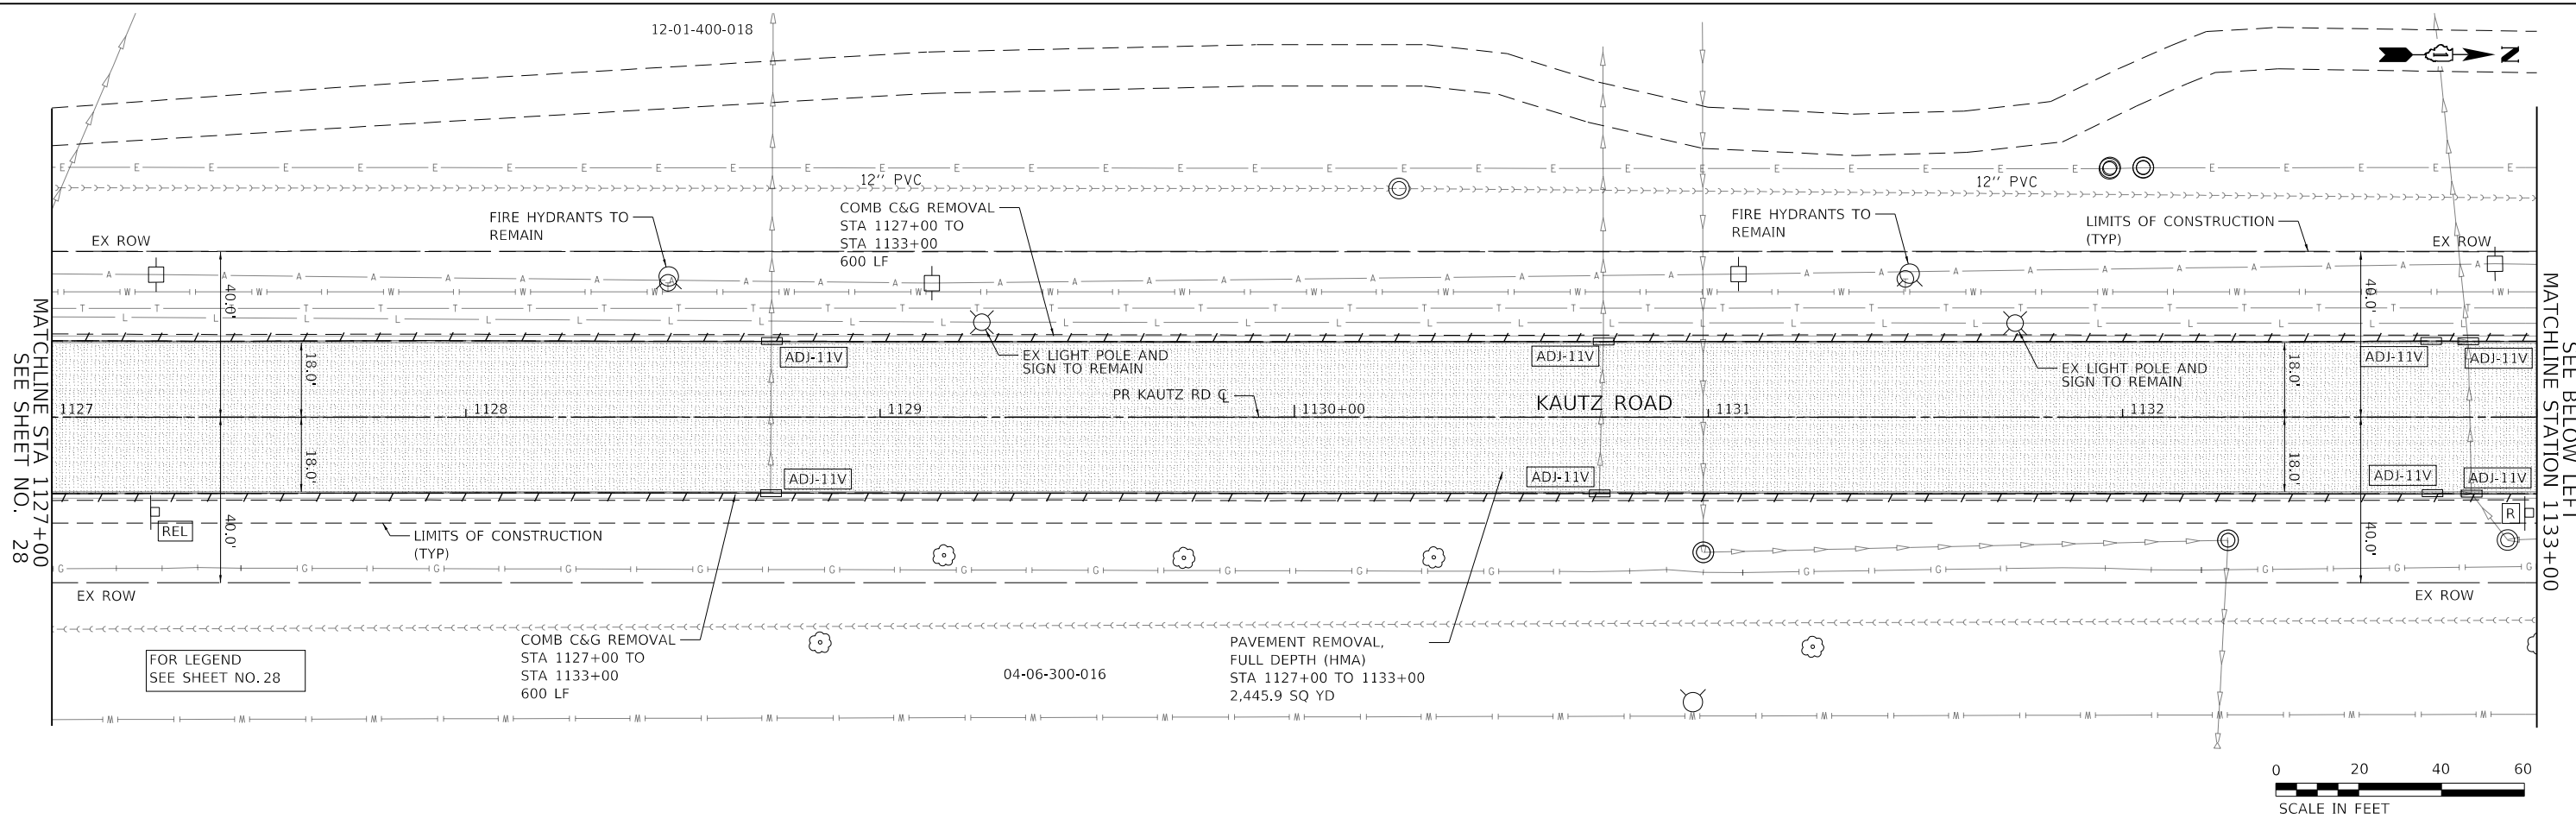 12-01-400-018
N
E E E E E E E E E E E E E E E E E E E E E E E E
12'' PVC
12'' PVC
COMB C&G REMOVAL
STA 1127+00 TO
STA 1133+00
600 LF
FIRE HYDRANTS TO
REMAIN
FIRE HYDRANTS TO
REMAIN
LIMITS OF CONSTRUCTION
(TYP)
EX ROW
EX ROW
40.0'
40.0'
MATCHLINE STA 1127+00
SEE SHEET NO. 28
SEE BELOW LEFT
MATCHLINE STATION 1133+00
18.0'
ADJ-11V
EX LIGHT POLE AND
SIGN TO REMAIN
ADJ-11V
EX LIGHT POLE AND
SIGN TO REMAIN
18.0'
ADJ-11V
ADJ-11V
PR KAUTZ RD CL
KAUTZ ROAD
1127
1128
1129
1130+00
1131
1132
18.0'
ADJ-11V
ADJ-11V
18.0'
ADJ-11V
ADJ-11V
REL
40.0'
LIMITS OF CONSTRUCTION
(TYP)
R
40.0'
EX ROW
EX ROW
FOR LEGEND
SEE SHEET NO. 28
COMB C&G REMOVAL
STA 1127+00 TO
STA 1133+00
600 LF
04-06-300-016
PAVEMENT REMOVAL,
FULL DEPTH (HMA)
STA 1127+00 TO 1133+00
2,445.9 SQ YD
0 20 40 60
SCALE IN FEET